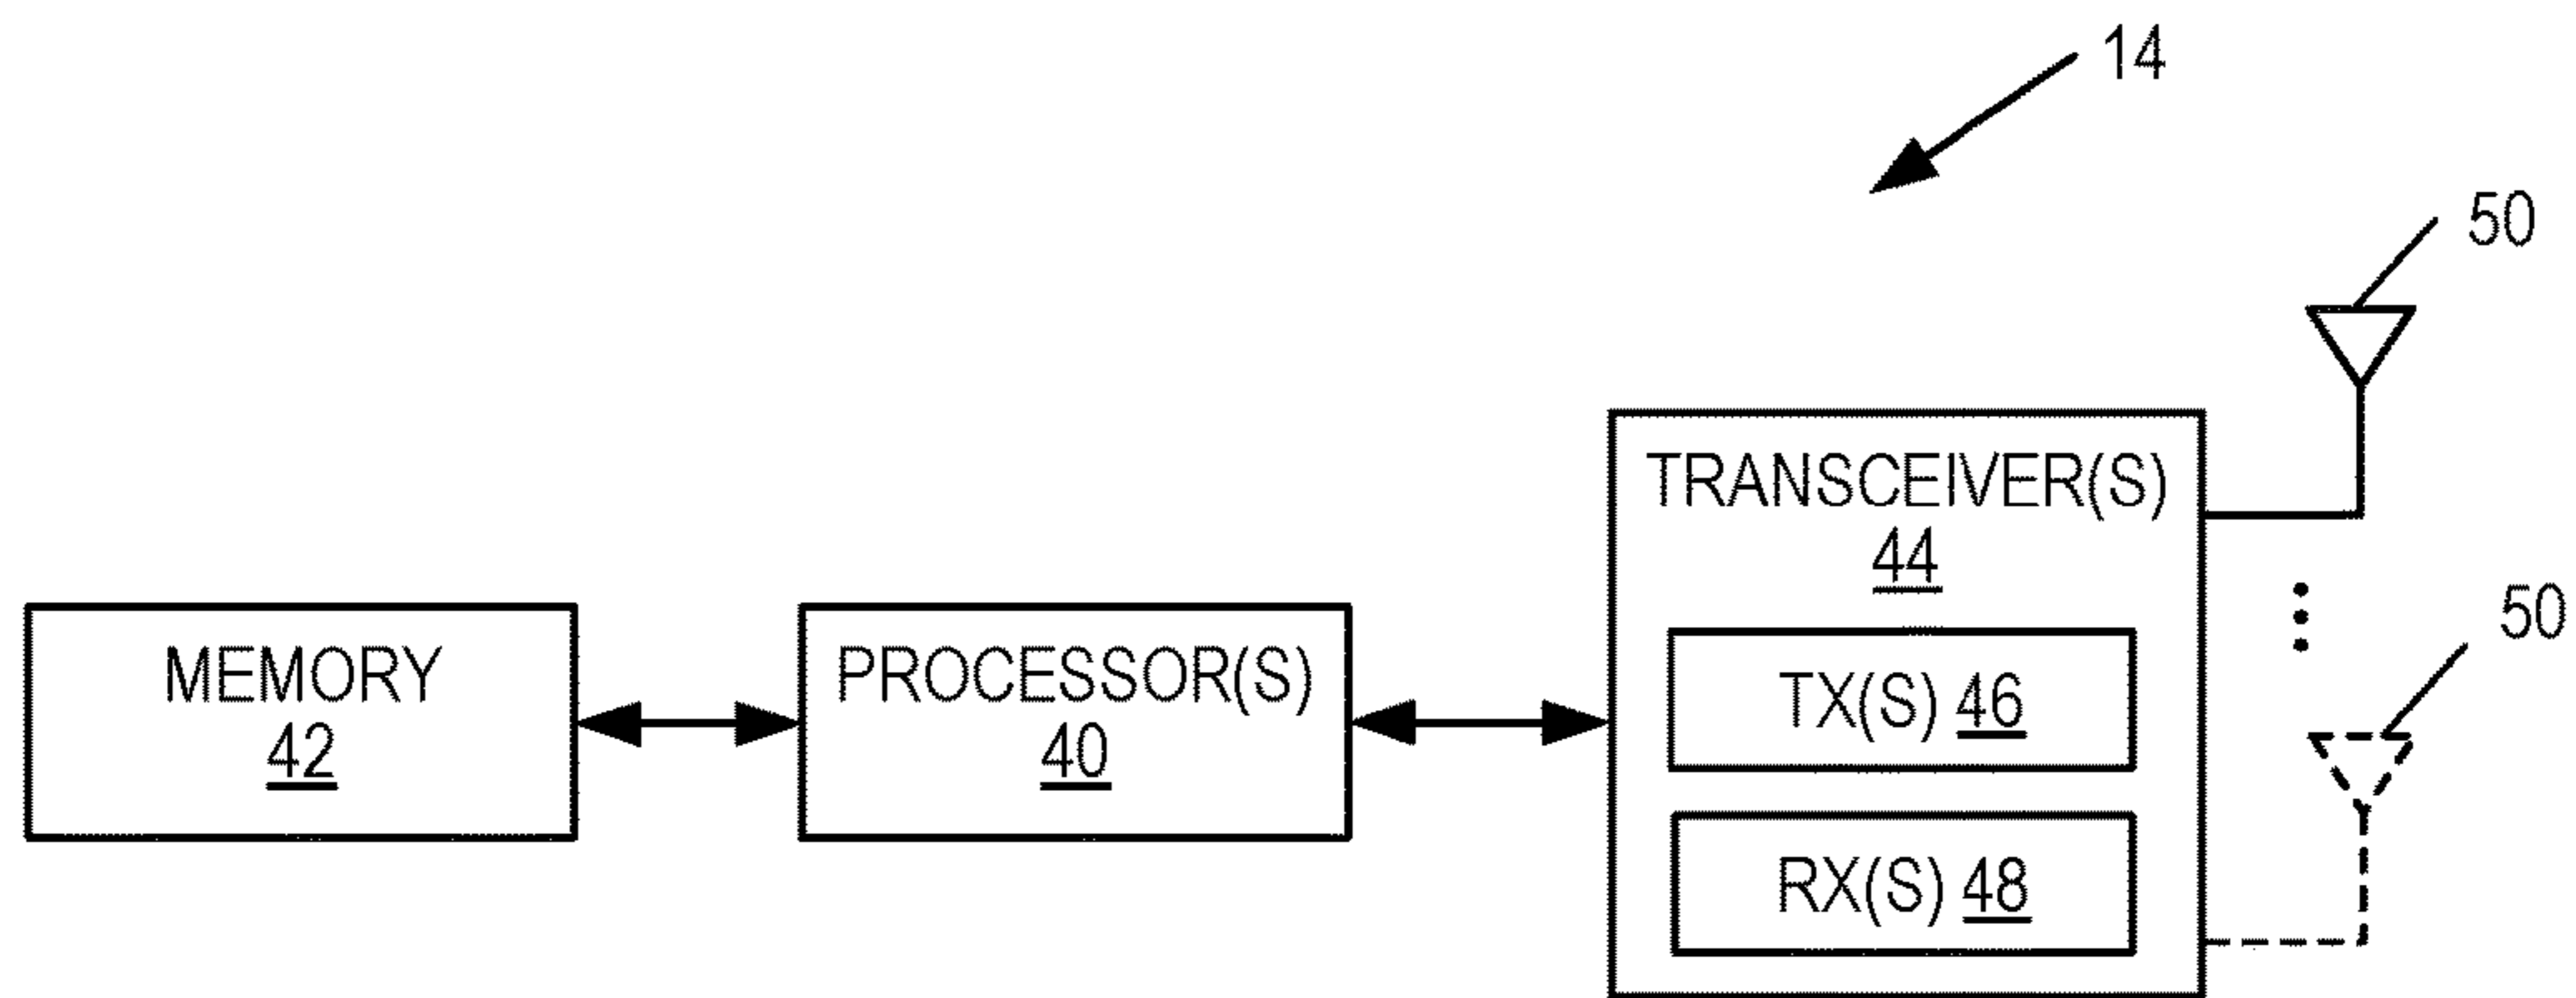 14
50
TRANSCEIVER(S)
44
50
MEMORY
42
PROCESSOR(S)
40
TX(S) 46
RX(S) 48